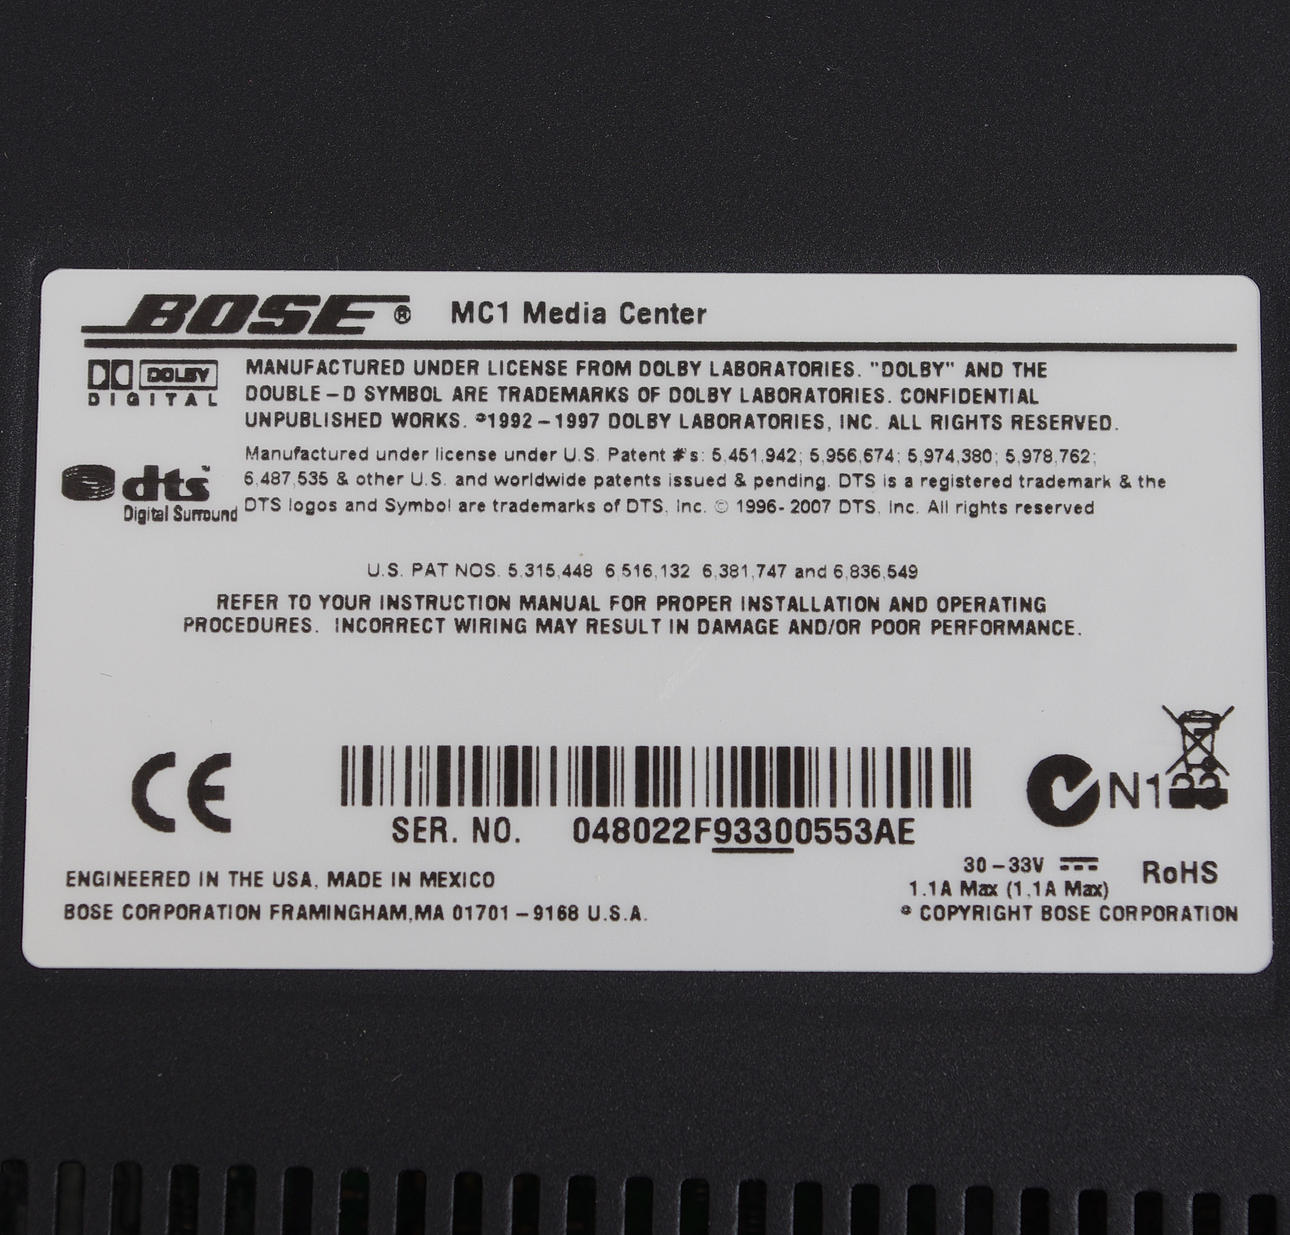 BOSE® MC1 Media Center
DOLBY
DIGITAL
MANUFACTURED UNDER LICENSE FROM DOLBY LABORATORIES. "DOLBY" AND THE
DOUBLE-D SYMBOL ARE TRADEMARKS OF DOLBY LABORATORIES. CONFIDENTIAL
UNPUBLISHED WORKS. ©1992-1997 DOLBY LABORATORIES, INC. ALL RIGHTS RESERVED.
dts™
Digital Surround
Manufactured under license under U.S. Patent #'s: 5,451,942; 5,956,674; 5,974,380; 5,978,762;
6,487,535 & other U.S. and worldwide patents issued & pending. DTS is a registered trademark & the
DTS logos and Symbol are trademarks of DTS, Inc. © 1996-2007 DTS, Inc. All rights reserved
U.S. PAT NOS. 5,315,448 6,516,132 6,381,747 and 6,836,549
REFER TO YOUR INSTRUCTION MANUAL FOR PROPER INSTALLATION AND OPERATING
PROCEDURES. INCORRECT WIRING MAY RESULT IN DAMAGE AND/OR POOR PERFORMANCE.
CE
SER. NO. 048022F93300553AE
ENGINEERED IN THE USA, MADE IN MEXICO
BOSE CORPORATION FRAMINGHAM,MA 01701-9168 U.S.A.
30-33V
1.1A Max (1.1A Max)
RoHS
© COPYRIGHT BOSE CORPORATION